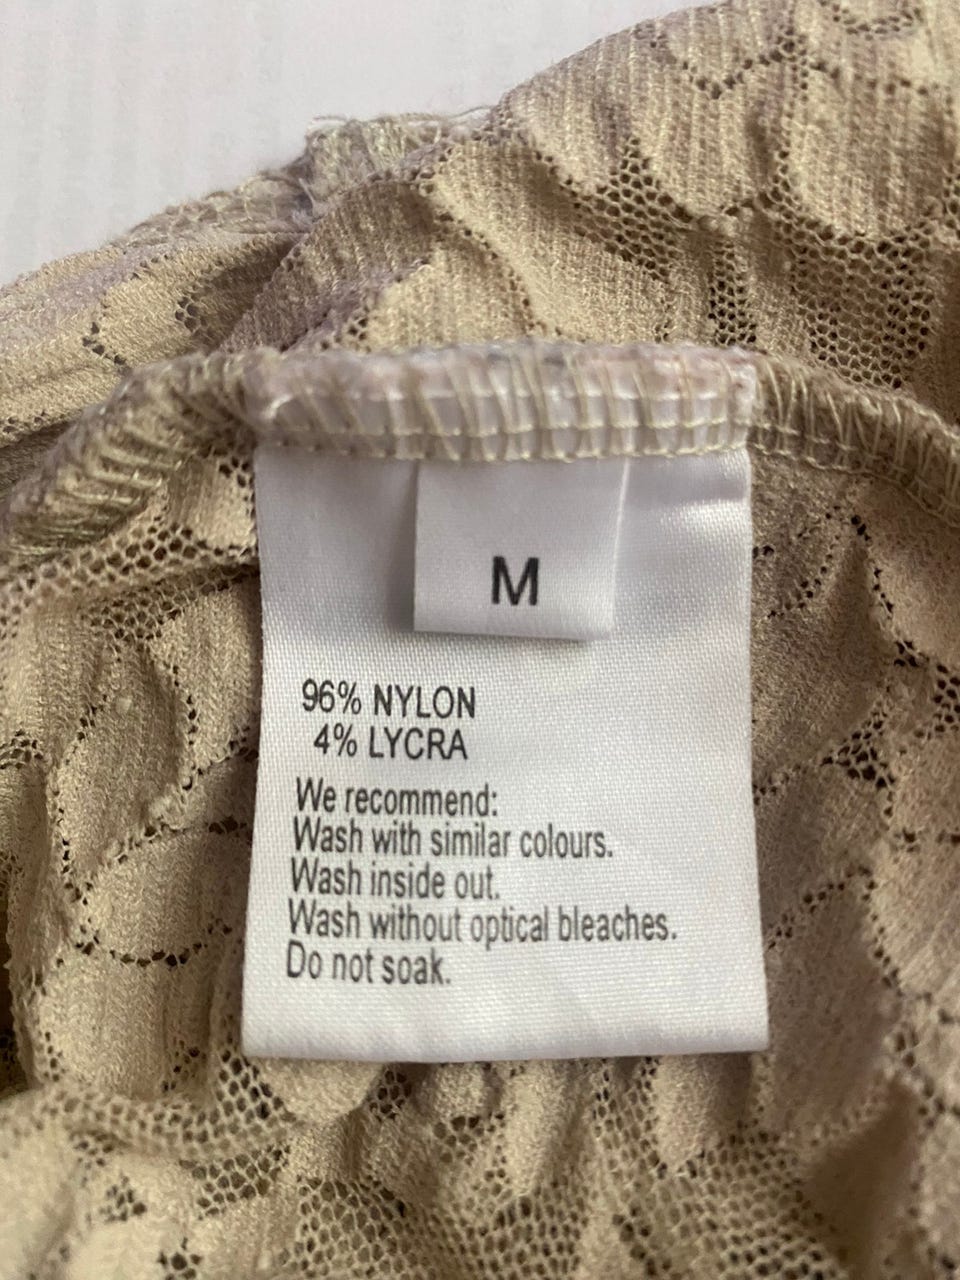 M
96% NYLON
4% LYCRA
We recommend:
Wash with similar colours.
Wash inside out.
Wash without optical bleaches.
Do not soak.